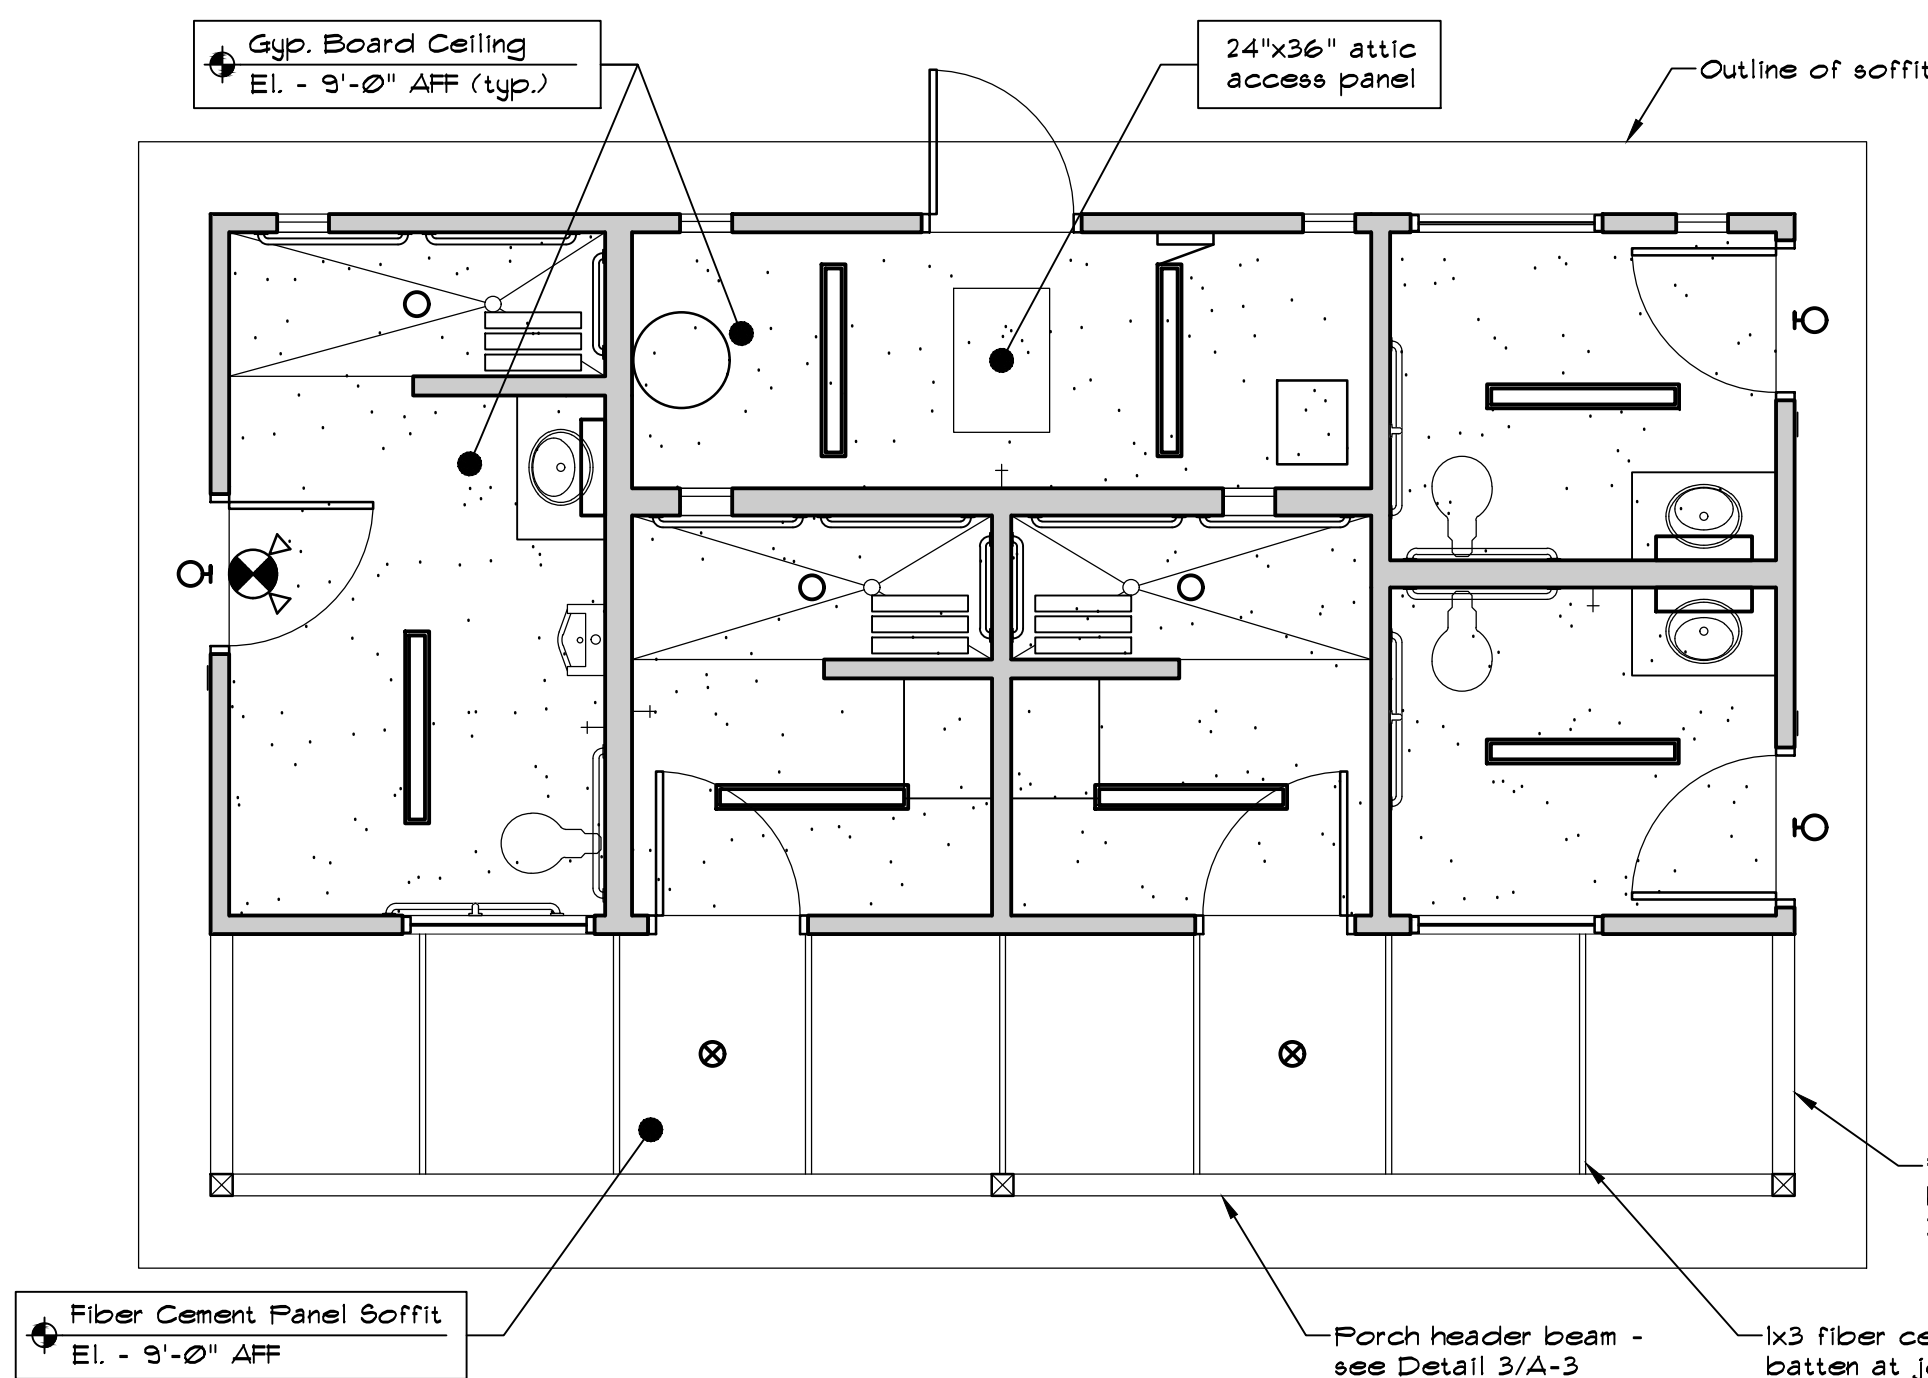 Gyp. Board Ceiling
El. - 9'-0" AFF (typ.)
24"x36" attic
access panel
Outline of soffit
Fiber Cement Panel Soffit
El. - 9'-0" AFF
Porch header beam -
see Detail 3/A-3
1x3 fiber
batten at